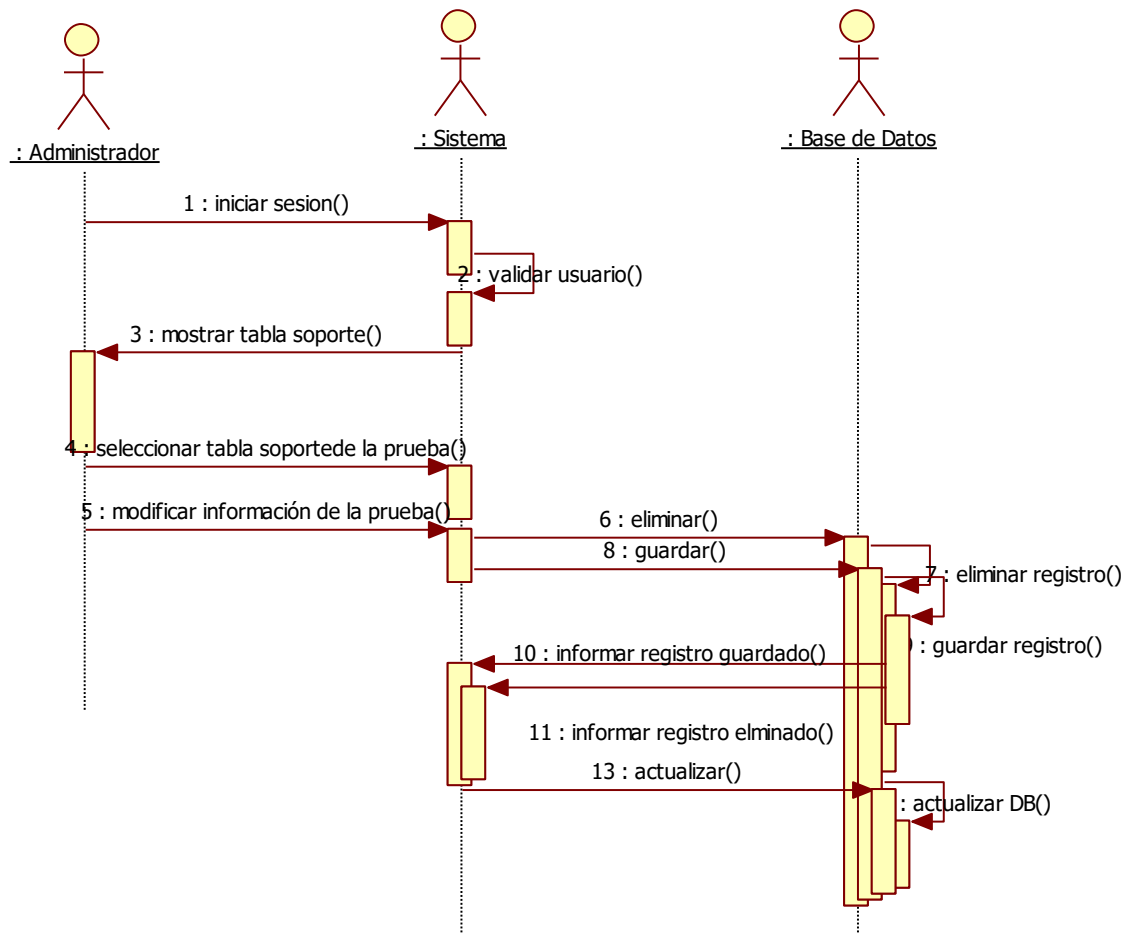 : Administrador
: Sistema
: Base de Datos
1 : iniciar sesion()
2 : validar usuario()
3 : mostrar tabla soporte()
4 : seleccionar tabla soportede la prueba()
5 : modificar información de la prueba()
6 : eliminar()
8 : guardar()
7 : eliminar registro()
: guardar registro()
10 : informar registro guardado()
11 : informar registro elminado()
13 : actualizar()
: actualizar DB()